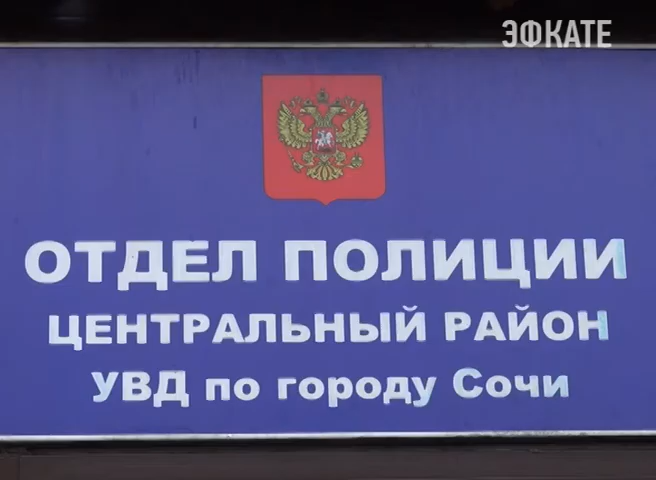 ЭФКАТЕ
ОТДЕЛ ПОЛИЦИИ
ЦЕНТРАЛЬНЫЙ РАЙОН
УВД по городу Сочи